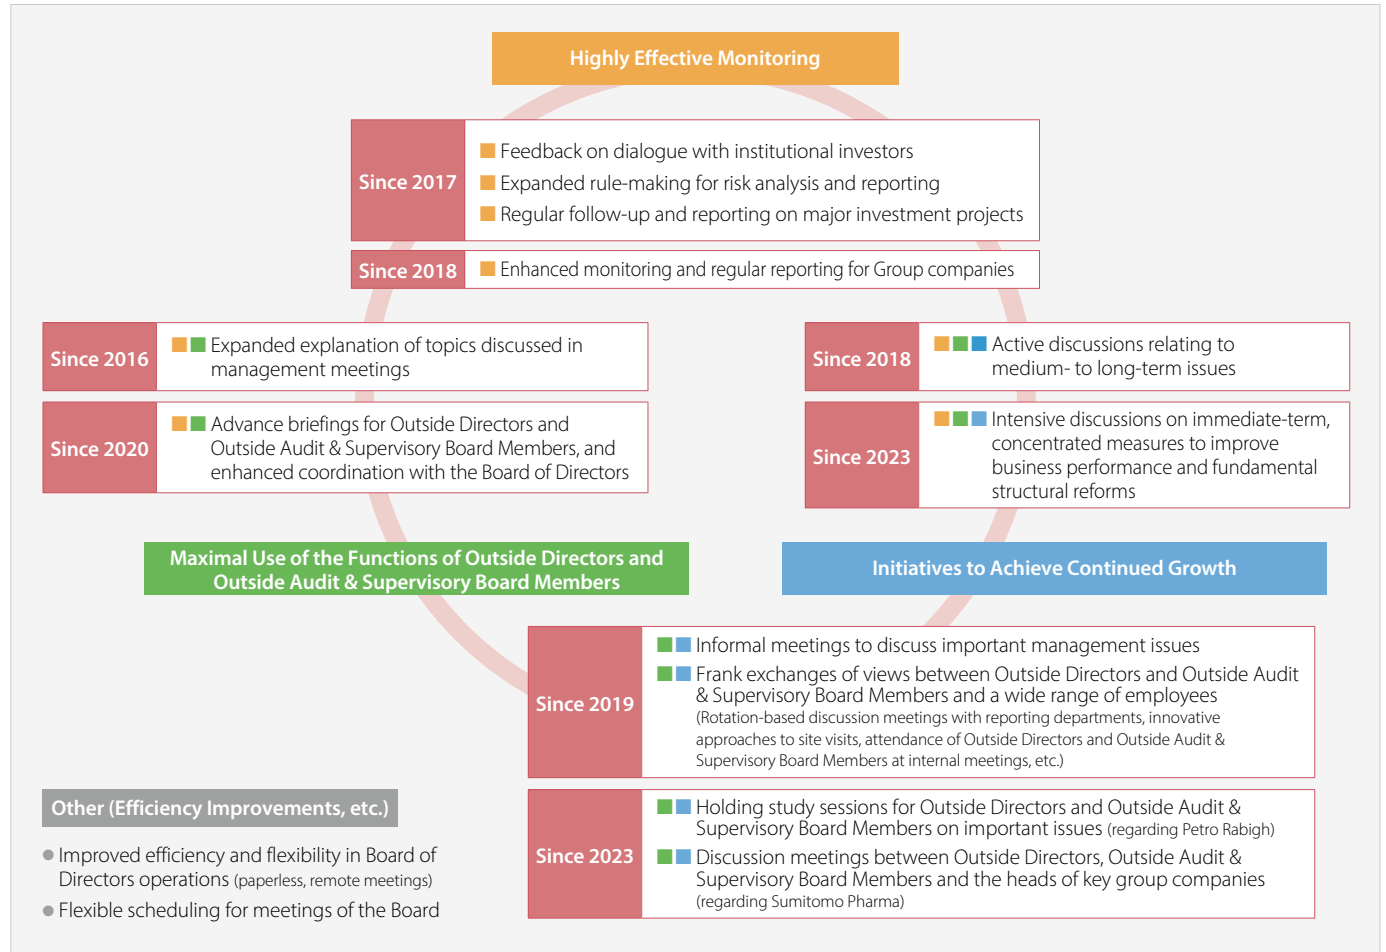 Highly Effective Monitoring
Since 2017
Feedback on dialogue with institutional investors
Expanded rule-making for risk analysis and reporting
Regular follow-up and reporting on major investment projects
Since 2018
Enhanced monitoring and regular reporting for Group companies
Since 2016
Expanded explanation of topics discussed in
management meetings
Since 2020
Advance briefings for Outside Directors and
Outside Audit & Supervisory Board Members, and
enhanced coordination with the Board of Directors
Since 2018
Active discussions relating to
medium- to long-term issues
Since 2023
Intensive discussions on immediate-term,
concentrated measures to improve
business performance and fundamental
structural reforms
Maximal Use of the Functions of Outside Directors and
Outside Audit & Supervisory Board Members
Initiatives to Achieve Continued Growth
Since 2019
Informal meetings to discuss important management issues
Frank exchanges of views between Outside Directors and Outside Audit
& Supervisory Board Members and a wide range of employees
(Rotation-based discussion meetings with reporting departments, innovative
approaches to site visits, attendance of Outside Directors and Outside Audit &
Supervisory Board Members at internal meetings, etc.)
Since 2023
Holding study sessions for Outside Directors and Outside Audit &
Supervisory Board Members on important issues (regarding Petro Rabigh)
Discussion meetings between Outside Directors, Outside Audit &
Supervisory Board Members and the heads of key group companies
(regarding Sumitomo Pharma)
Other (Efficiency Improvements, etc.)
Improved efficiency and flexibility in Board of
Directors operations (paperless, remote meetings)
Flexible scheduling for meetings of the Board